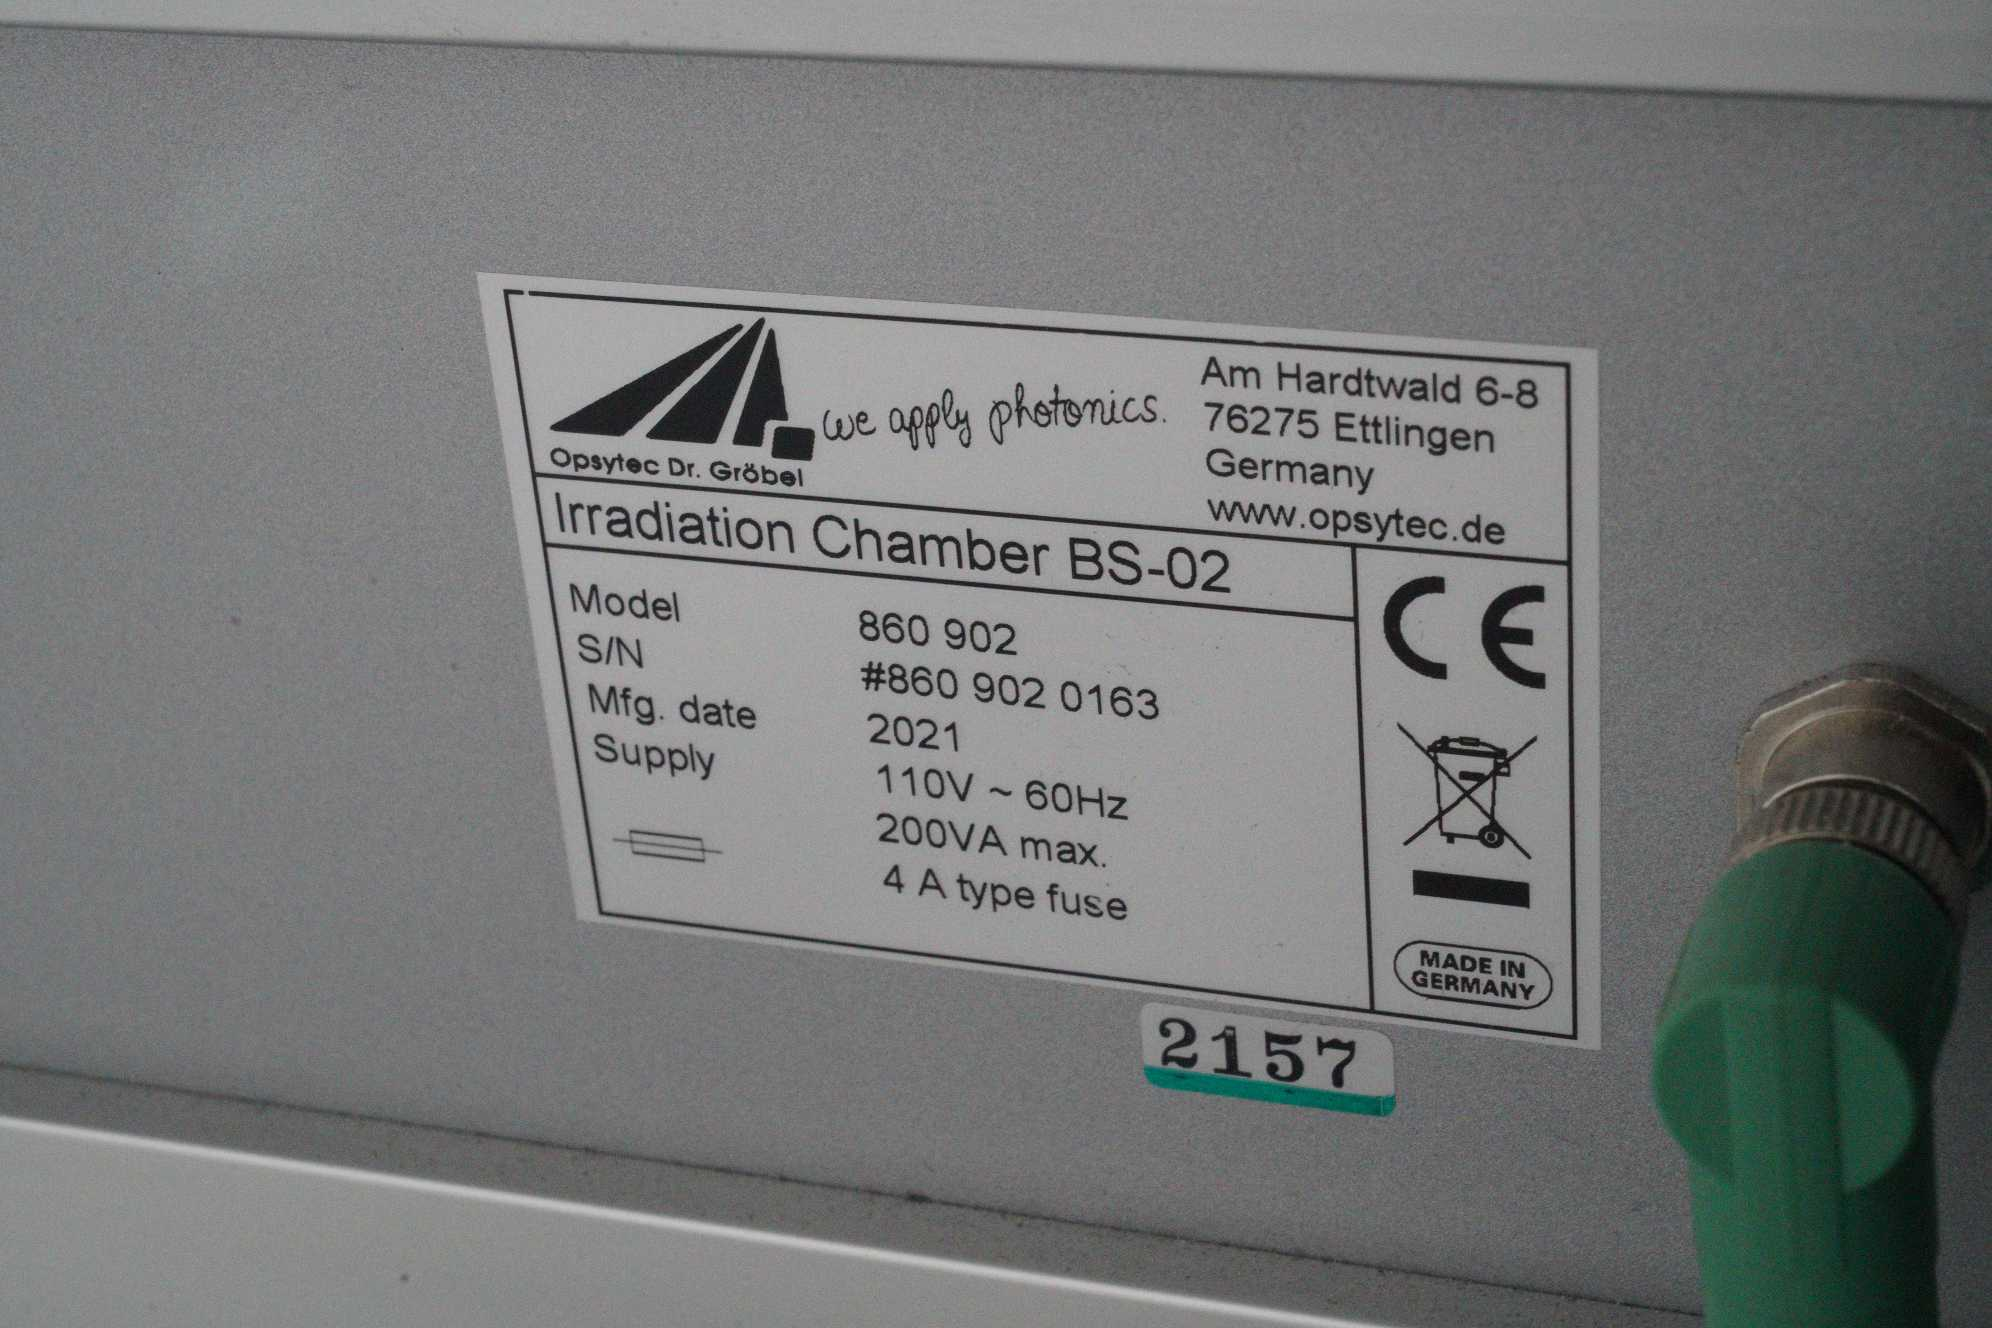 Opsytec Dr. Gröbel
we apply photonics.
Am Hardtwald 6-8
76275 Ettlingen
Germany
www.opsytec.de
Irradiation Chamber BS-02
Model 860 902
S/N #860 902 0163
Mfg. date 2021
Supply 110V ~ 60Hz
200VA max.
4 A type fuse
CE
MADE IN
GERMANY
2157